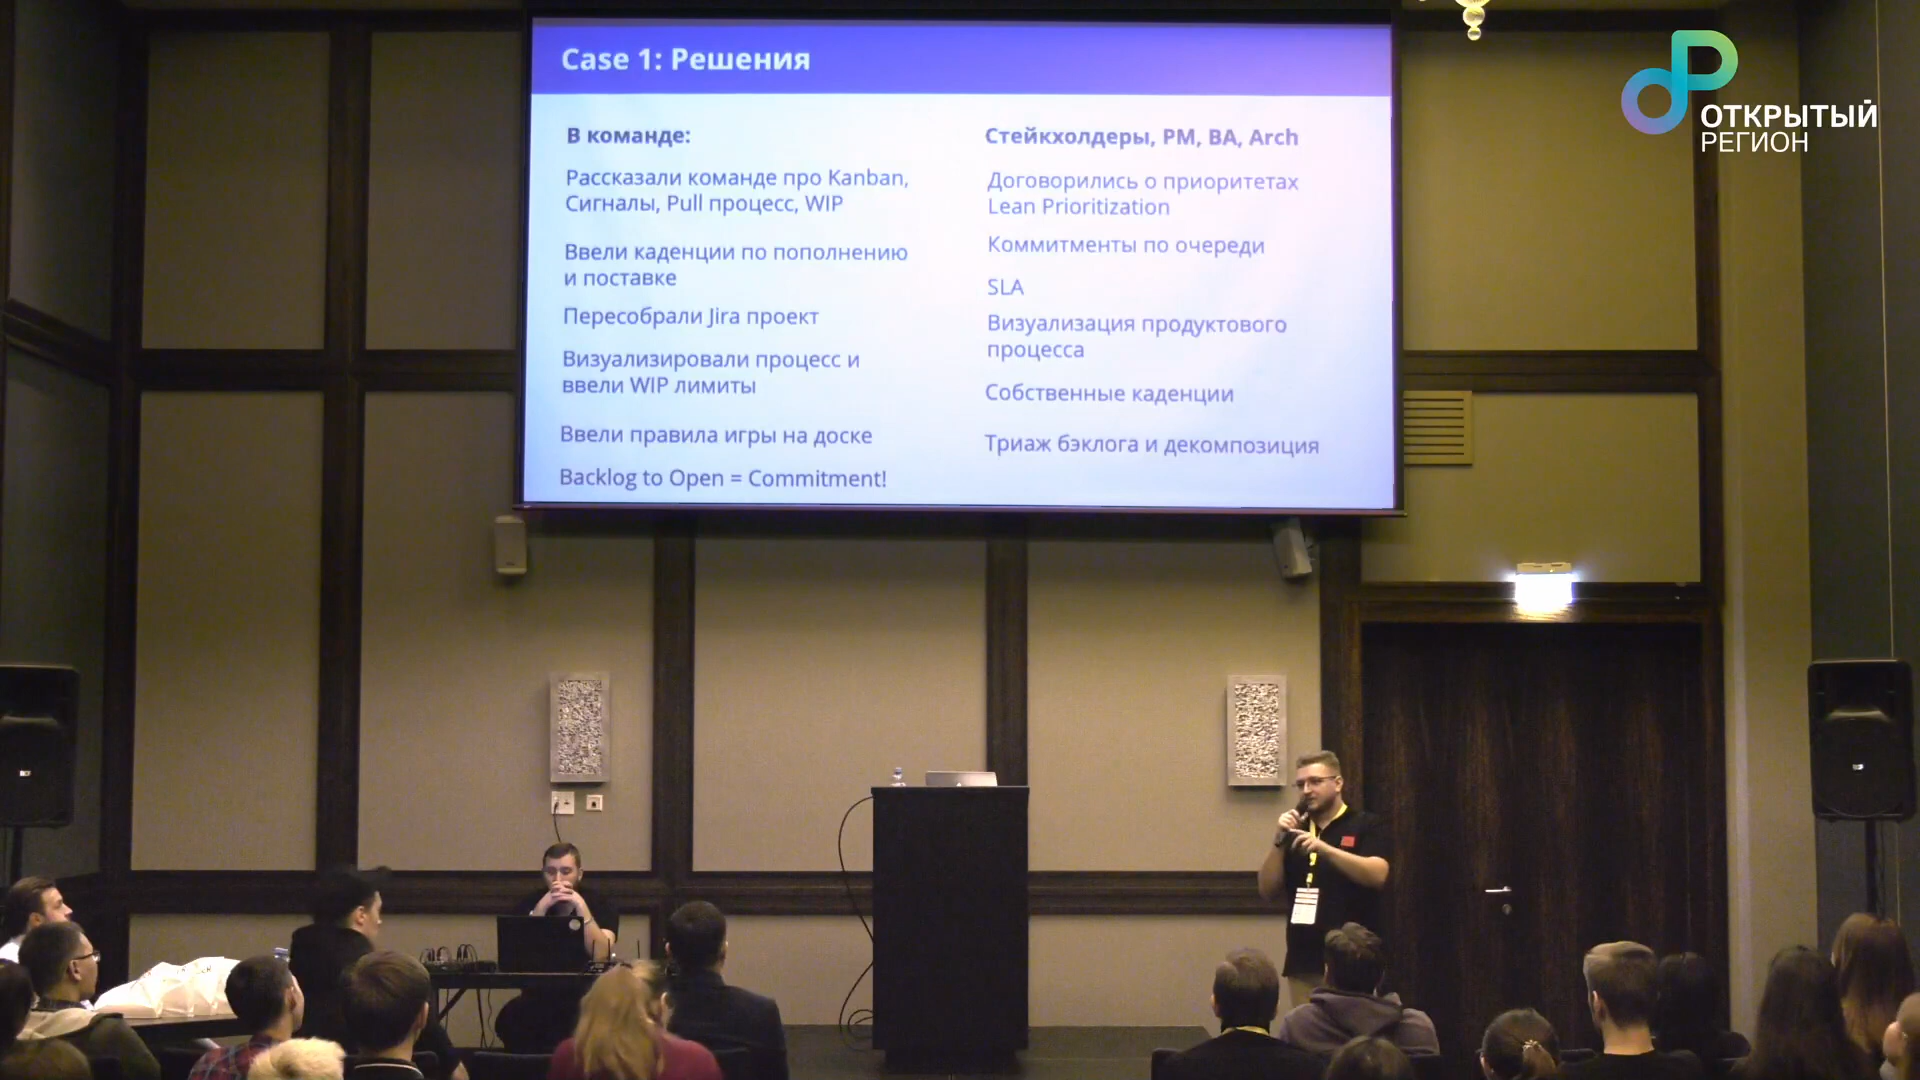 Case 1: Решения
В команде:
Рассказали команде про Kanban,
Сигналы, Pull процесс, WIP
Ввели каденции по пополнению
и поставке
Пересобрали Jira проект
Визуализировали процесс и
ввели WIP лимиты
Ввели правила игры на доске
Backlog to Open = Commitment!
Стейкхолдеры, PM, BA, Arch
Договорились о приоритетах
Lean Prioritization
Коммитменты по очереди
SLA
Визуализация продуктового
процесса
Собственные каденции
Триаж бэклога и декомпозиция
ОТКРЫТЫЙ
РЕГИОН